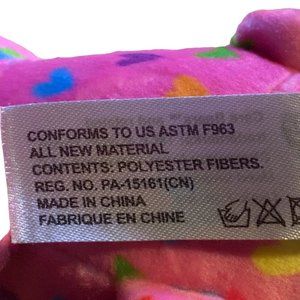 CONFORMS TO US ASTM F963
ALL NEW MATERIAL
CONTENTS: POLYESTER FIBERS.
REG. NO. PA-15161(CN)
MADE IN CHINA
FABRIQUE EN CHINE